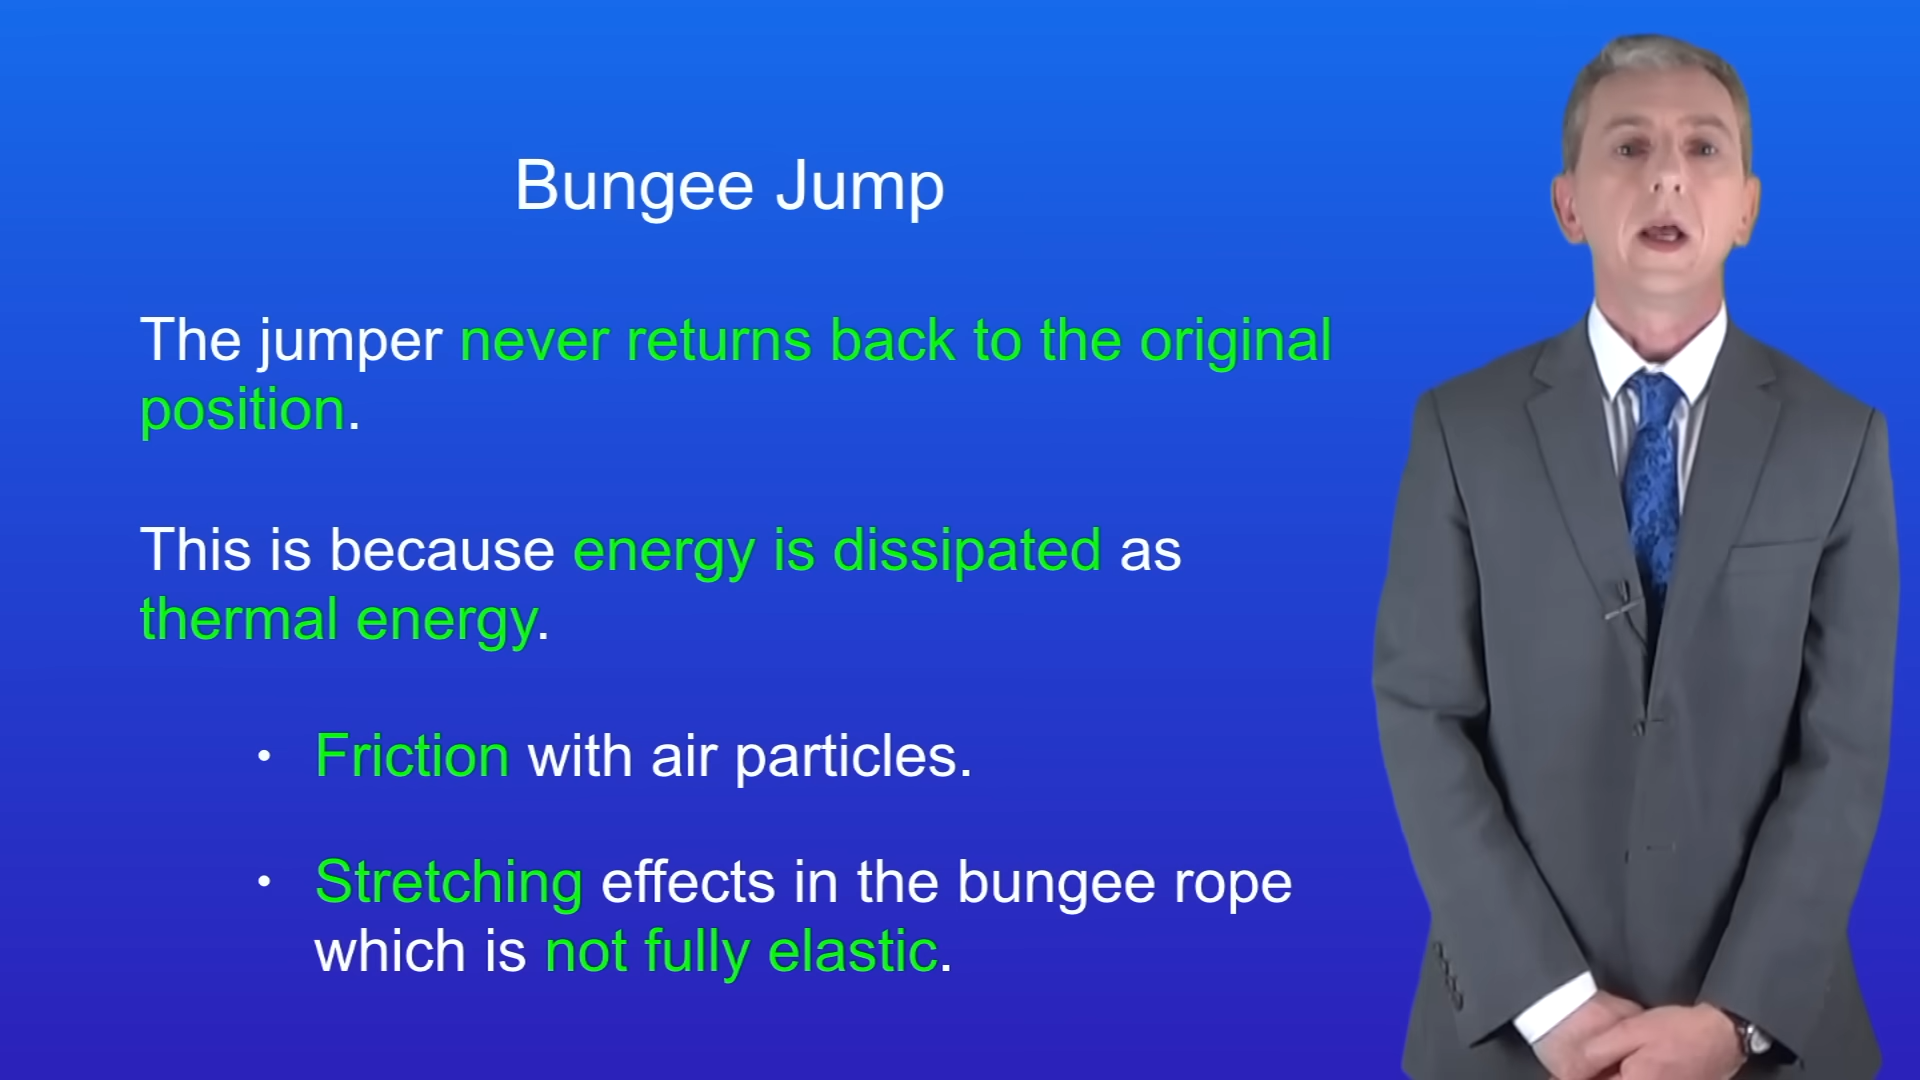 Bungee Jump
The jumper never returns back to the original
position.
This is because energy is dissipated as
thermal energy.
• Friction with air particles.
• Stretching effects in the bungee rope
which is not fully elastic.